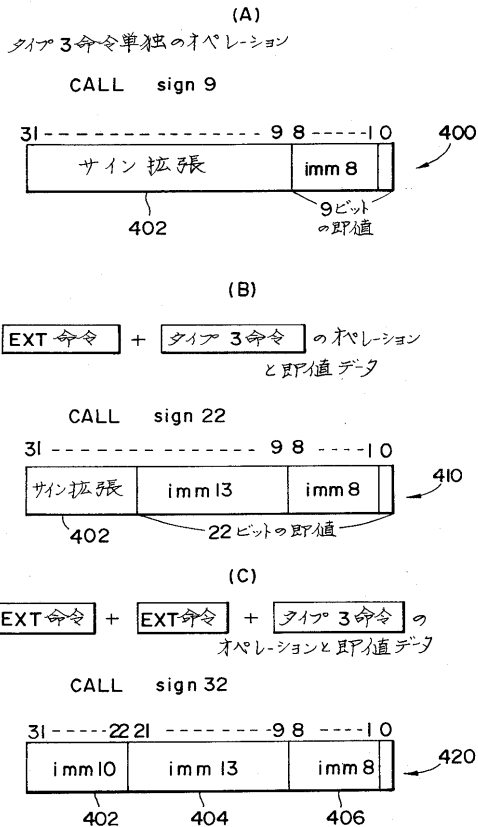 (A)
タイプ3命令単独のオペレーション
CALL sign 9
31 - - - - - - - - - - - - - - - - 9 8 - - - - - 1 0
400
サイン拡張
imm 8
402
9ビット
の即値
(B)
EXT 命令 + タイプ 3命令 のオペレーション
と即値データ
CALL sign 22
31 - - - - - - - - - - - - - - - 9 8 - - - - 1 0
サイン拡張
imm 13
imm 8
410
402
22ビットの即値
(C)
EXT命令 + EXT命令 + タイプ 3命令 の
オペレーションと即値データ
CALL sign 32
31 - - - - - 22 21 - - - - - - - - - 9 8 - - - - 1 0
imm 10
imm 13
imm 8
420
402
404
406